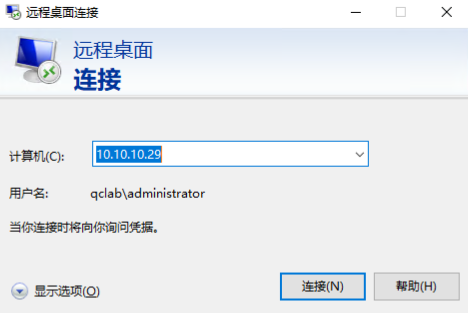 远程桌面连接
远程桌面
连接
计算机(C): 10.10.10.29
用户名: qclab\administrator
当你连接时将向你询问凭据。
显示选项(O) 连接(N) 帮助(H)